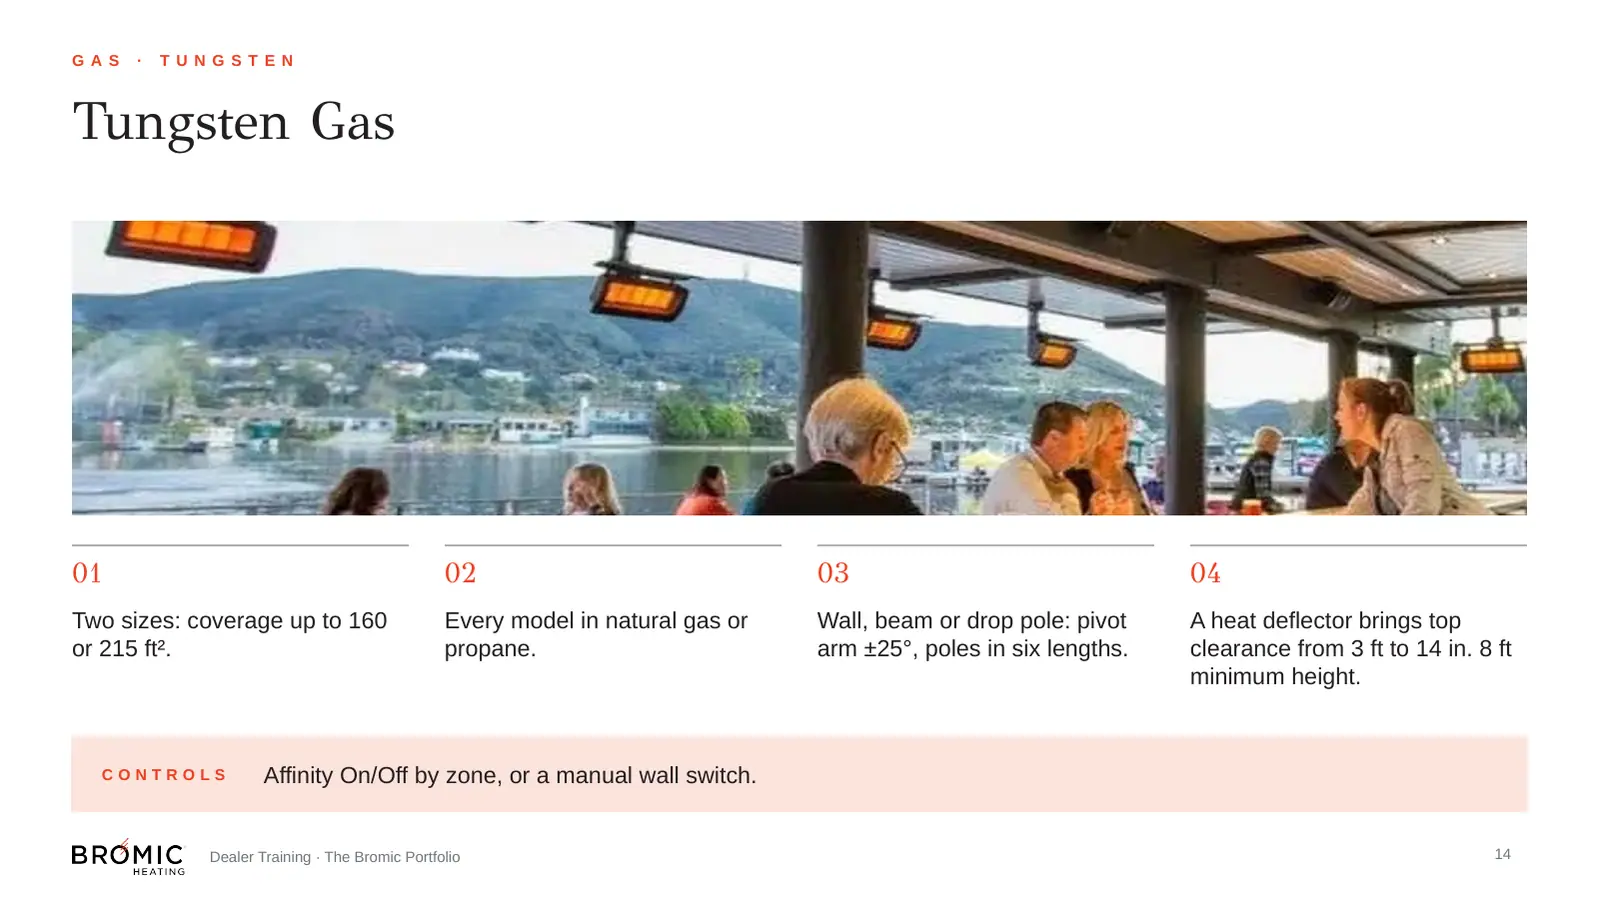 GAS · TUNGSTEN
Tungsten Gas
01
Two sizes: coverage up to 160
or 215 ft².
02
Every model in natural gas or
propane.
03
Wall, beam or drop pole: pivot
arm ±25°, poles in six lengths.
04
A heat deflector brings top
clearance from 3 ft to 14 in. 8 ft
minimum height.
CONTROLS Affinity On/Off by zone, or a manual wall switch.
BROMIC
HEATING
Dealer Training · The Bromic Portfolio
14